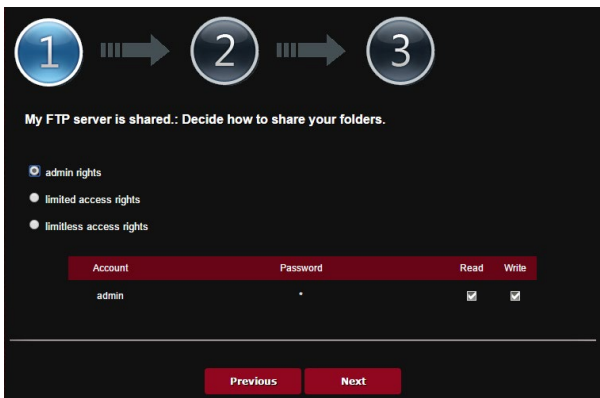 1 2 3
My FTP server is shared.: Decide how to share your folders.
admin rights
limited access rights
limitless access rights
Account Password Read Write
admin *
Previous Next